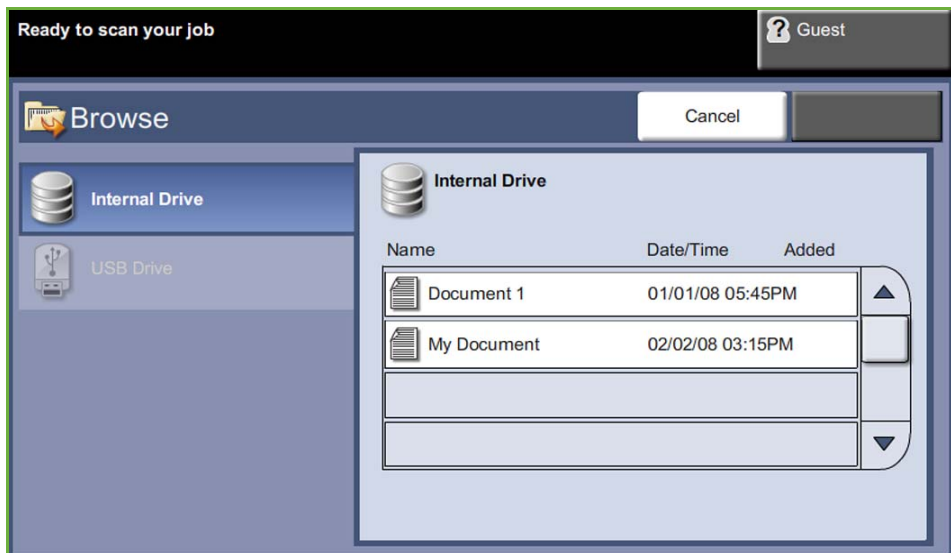 Ready to scan your job
? Guest
Browse
Cancel
Internal Drive
USB Drive
Internal Drive
Name Date/Time Added
Document 1 01/01/08 05:45PM
My Document 02/02/08 03:15PM